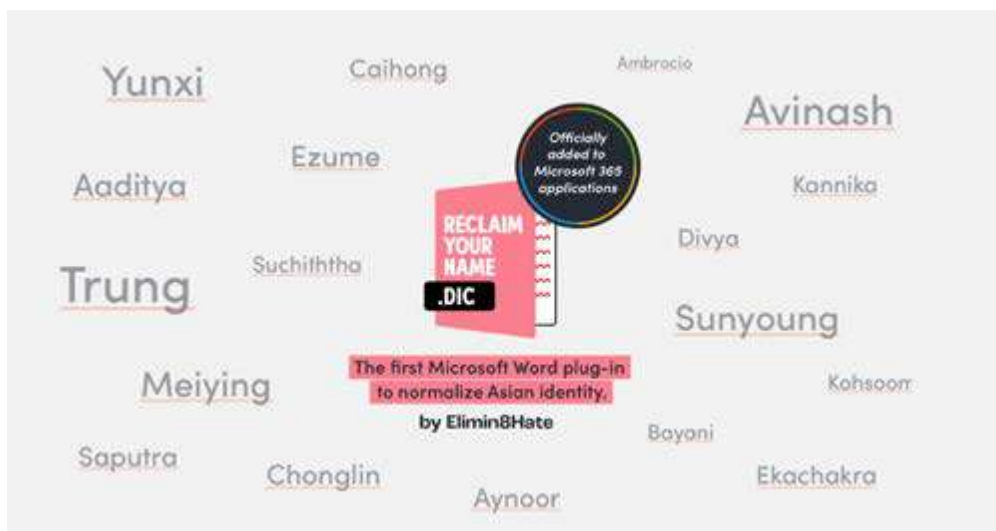 Yunxi
Caihong
Ambrocio
Avinash
Ezume
Officially
added to
Microsoft 365
applications
Aaditya
Kannika
RECLAIM
YOUR
NAME
.DIC
Divya
Suchiththa
Trung
Sunyoung
The first Microsoft Word plug-in
to normalize Asian identity.
by Elimin8Hate
Meiying
Kohsoom
Bayani
Saputra
Chonglin
Aynoor
Ekachakra